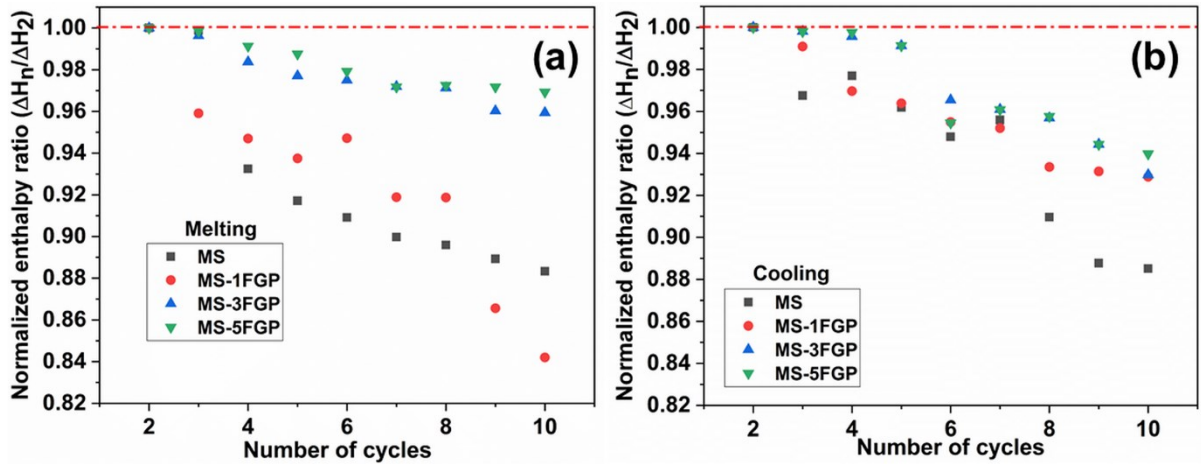 Normalized enthalpy ratio (ΔHn/ΔH2)
1.00
0.98
0.96
0.94
0.92
0.90
0.88
0.86
0.84
0.82
(a)
Melting
MS
MS-1FGP
MS-3FGP
MS-5FGP
2 4 6 8 10
Number of cycles
Normalized enthalpy ratio (ΔHn/ΔH2)
1.00
0.98
0.96
0.94
0.92
0.90
0.88
0.86
0.84
0.82
(b)
Cooling
MS
MS-1FGP
MS-3FGP
MS-5FGP
2 4 6 8 10
Number of cycles